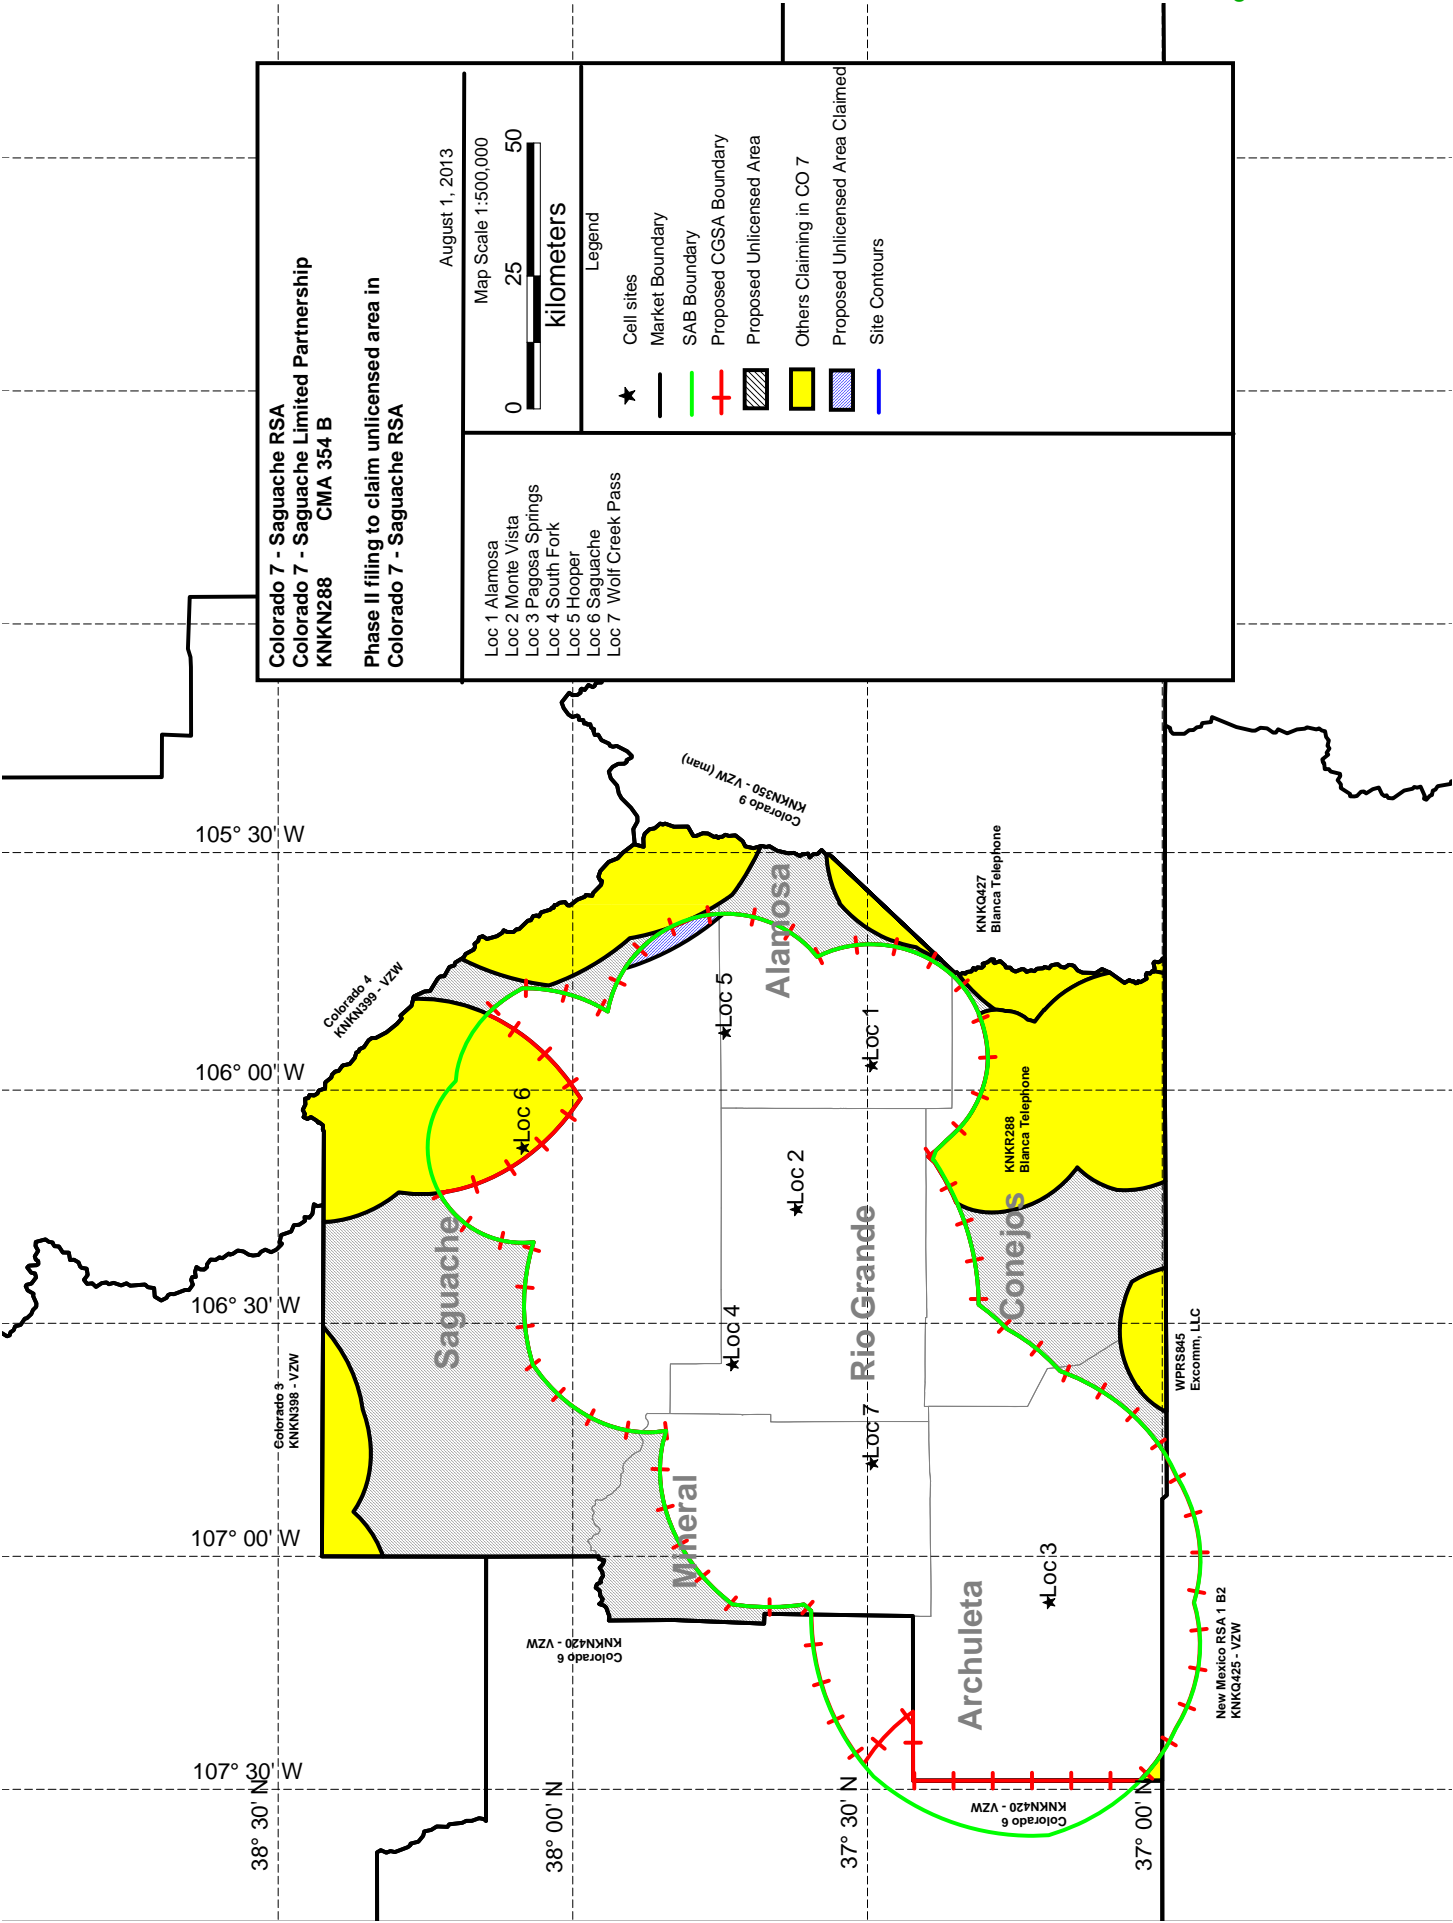 Colorado 7 - Saguache RSA
Colorado 7 - Saguache Limited Partnership
KNKN288 CMA 354 B
Phase II filing to claim unlicensed area in
Colorado 7 - Saguache RSA
August 1, 2013
Map Scale 1:500,000
0 25 50
kilometers
Legend
Cell sites
Market Boundary
SAB Boundary
Proposed CGSA Boundary
Proposed Unlicensed Area
Others Claiming in CO 7
Proposed Unlicensed Area Claimed
Site Contours
Loc 1 Alamosa
Loc 2 Monte Vista
Loc 3 Pagosa Springs
Loc 4 South Fork
Loc 5 Hooper
Loc 6 Saguache
Loc 7 Wolf Creek Pass
105° 30' W
106° 00' W
106° 30' W
107° 00' W
107° 30' W
38° 30' N
38° 00' N
37° 30' N
37° 00' N
Colorado 4
KNKN399 - VZW
Colorado 9
KNKN350 - VZW (man)
KNKQ427
Blanca Telephone
KNKR288
Blanca Telephone
Colorado 3
KNKN398 - VZW
WPRS845
Excomm, LLC
Colorado 6
KNKN420 - VZW
New Mexico RSA 1 B2
KNKQ425 - VZW
Colorado 6
KNKN420 - VZW
Saguache
Alamosa
Rio Grande
Conejos
Mineral
Archuleta
Loc 6
Loc 5
Loc 1
Loc 2
Loc 4
Loc 7
Loc 3